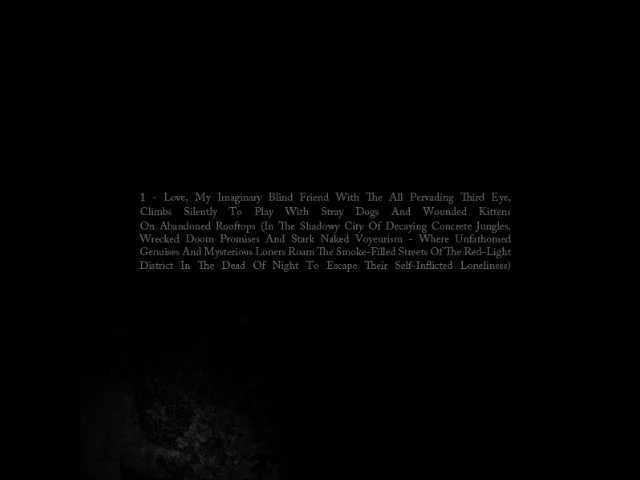 1 - Love, My Imaginary Blind Friend With The All Pervading Third Eye,
Climbs Silently To Play With Stray Dogs And Wounded Kittens
On Abandoned Rooftops (In The Shadowy City Of Decaying Concrete Jungles,
Wrecked Doom Promises And Stark Naked Voyeurism - Where Unfathomed
Genuises And Mysterious Loners Roam The Smoke-Filled Streets Of The Red-Light
District In The Dead Of Night To Escape Their Self-Inflicted Loneliness)